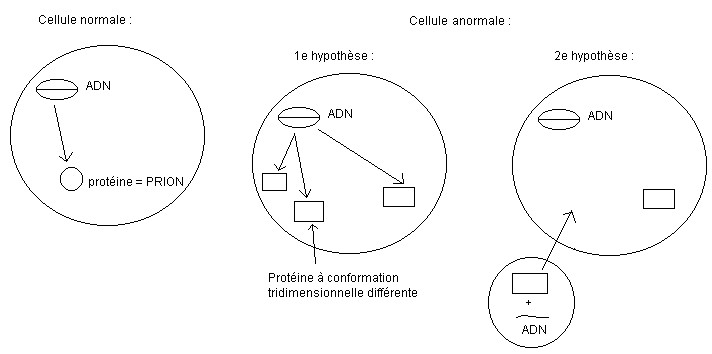 Cellule normale :
Cellule anormale :
1e hypothèse :
2e hypothèse :
ADN
protéine = PRION
ADN
Protéine à conformation
tridimensionnelle différente
ADN
+
ADN